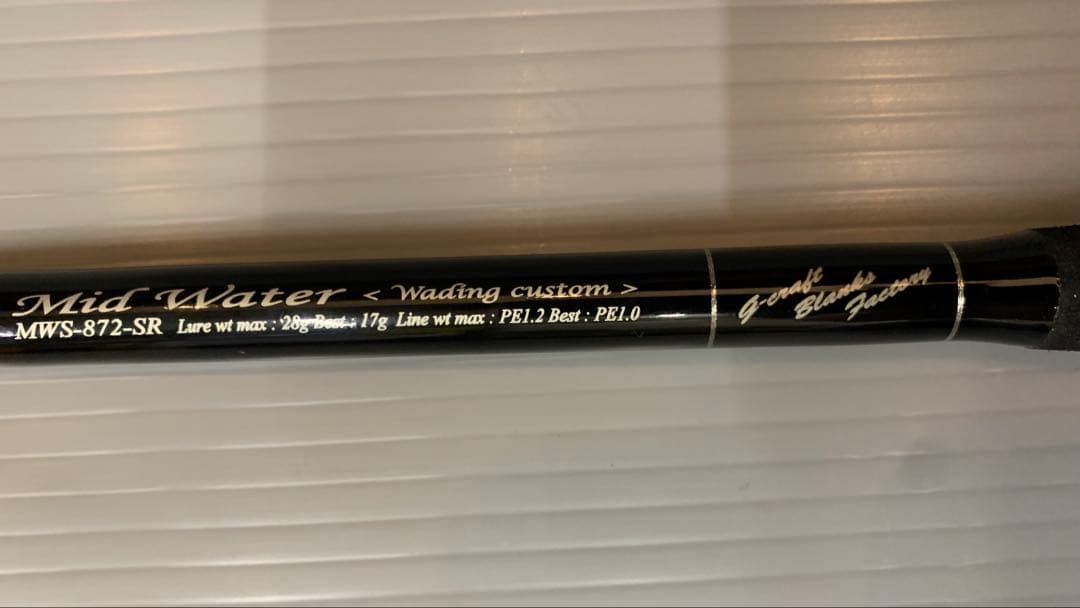 Mid Water < Wading custom >
MWS-872-SR Lure wt max : 28g Best : 17g Line wt max : PE1.2 Best : PE1.0
G-craft
Blanks
Factory